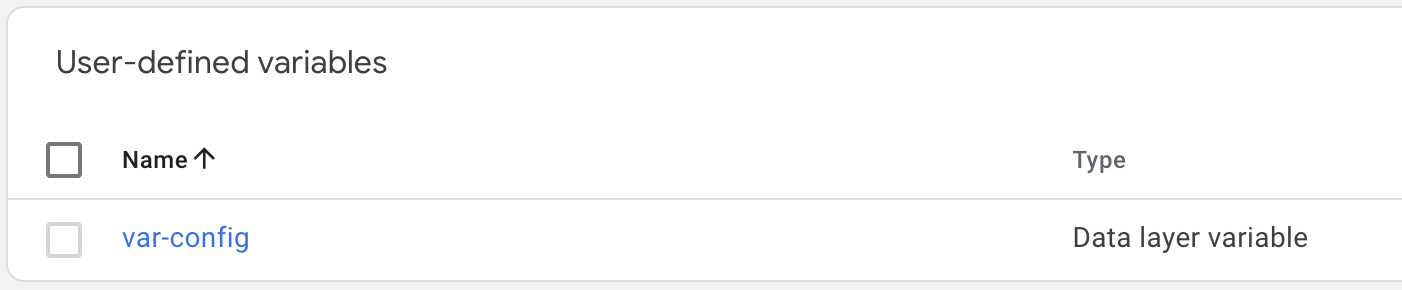 User-defined variables
Name ↑ Type
var-config Data layer variable